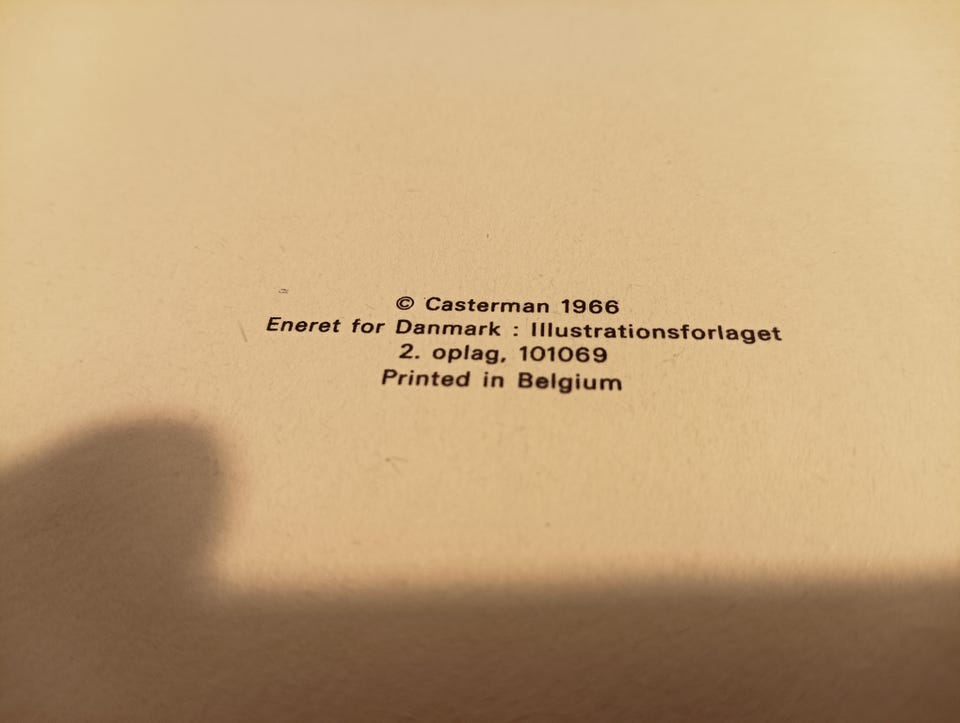 © Casterman 1966
Eneret for Danmark : Illustrationsforlaget
2. oplag, 101069
Printed in Belgium